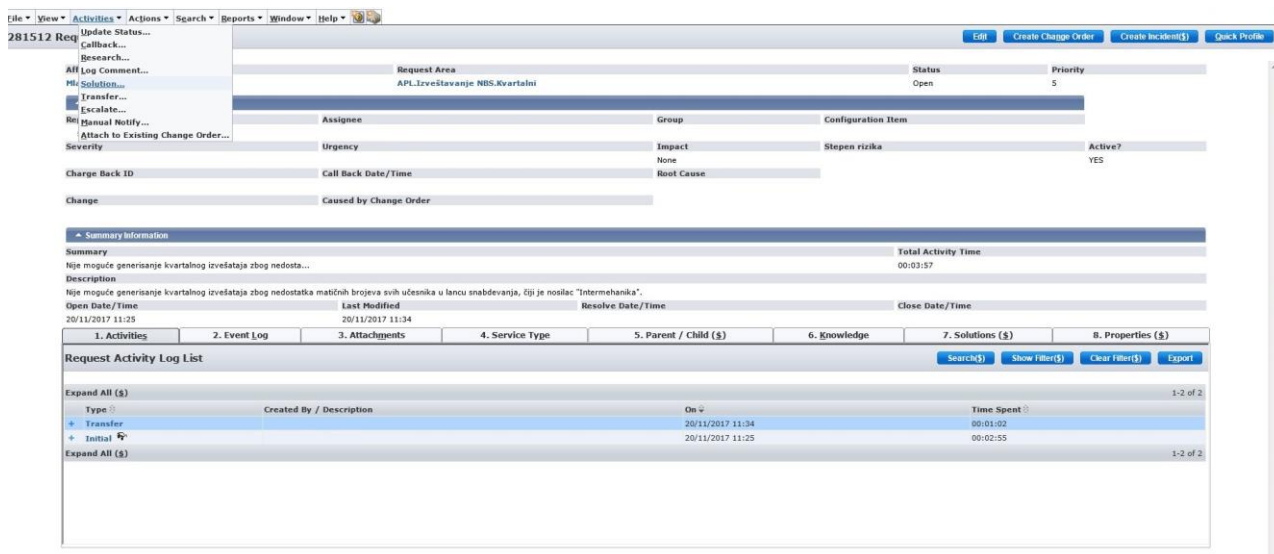 File View Activities Actions Search Reports Window Help
281512 Req
Update Status...
Callback...
Research...
Log Comment...
Solution...
Transfer...
Escalate...
Manual Notify...
Attach to Existing Change Order...
Edit Create Change Order Create Incident($) Quick Profile
Request Area Status Priority
APL.Izveštavanje NBS.Kvartalni Open 5
Assignee Group Configuration Item
Severity Urgency Impact Stepen rizika Active?
None YES
Charge Back ID Call Back Date/Time Root Cause
Change Caused by Change Order
Summary Information
Summary Total Activity Time
Nije moguće generisanje kvartalnog izvešataja zbog nedosta... 00:03:57
Description
Nije moguće generisanje kvartalnog izvešataja zbog nedostatka matičnih brojeva svih učesnika u lancu snabdevanja, čiji je nosilac "Intermehanika".
Open Date/Time Last Modified Resolve Date/Time Close Date/Time
20/11/2017 11:25 20/11/2017 11:34
1. Activities 2. Event Log 3. Attachments 4. Service Type 5. Parent / Child ($) 6. Knowledge 7. Solutions ($) 8. Properties ($)
Request Activity Log List Search($) Show Filter($) Clear Filter($) Export
Expand All ($) 1-2 of 2
Type Created By / Description On Time Spent
+ Transfer 20/11/2017 11:34 00:01:02
+ Initial 20/11/2017 11:25 00:02:55
Expand All ($) 1-2 of 2